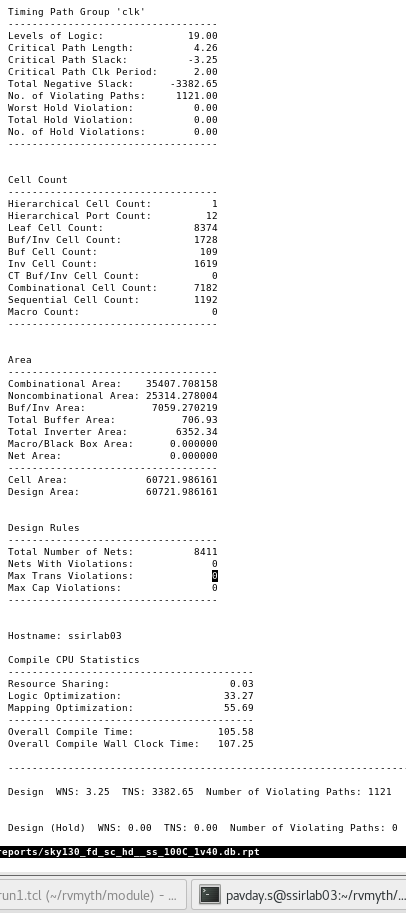 Timing Path Group 'clk'
-----------------------------------
Levels of Logic: 19.00
Critical Path Length: 4.26
Critical Path Slack: -3.25
Critical Path Clk Period: 2.00
Total Negative Slack: -3382.65
No. of Violating Paths: 1121.00
Worst Hold Violation: 0.00
Total Hold Violation: 0.00
No. of Hold Violations: 0.00
-----------------------------------
Cell Count
-----------------------------------
Hierarchical Cell Count: 1
Hierarchical Port Count: 12
Leaf Cell Count: 8374
Buf/Inv Cell Count: 1728
Buf Cell Count: 109
Inv Cell Count: 1619
CT Buf/Inv Cell Count: 0
Combinational Cell Count: 7182
Sequential Cell Count: 1192
Macro Count: 0
-----------------------------------
Area
-----------------------------------
Combinational Area: 35407.708158
Noncombinational Area: 25314.278004
Buf/Inv Area: 7059.270219
Total Buffer Area: 706.93
Total Inverter Area: 6352.34
Macro/Black Box Area: 0.000000
Net Area: 0.000000
-----------------------------------
Cell Area: 60721.986161
Design Area: 60721.986161
Design Rules
-----------------------------------
Total Number of Nets: 8411
Nets With Violations: 0
Max Trans Violations: 0
Max Cap Violations: 0
-----------------------------------
Hostname: ssirlab03
Compile CPU Statistics
-----------------------------------------
Resource Sharing: 0.03
Logic Optimization: 33.27
Mapping Optimization: 55.69
-----------------------------------------
Overall Compile Time: 105.58
Overall Compile Wall Clock Time: 107.25
--------------------------------------------------------------------
Design WNS: 3.25 TNS: 3382.65 Number of Violating Paths: 1121
Design (Hold) WNS: 0.00 TNS: 0.00 Number of Violating Paths: 0
reports/sky130_fd_sc_hd__ss_100C_1v40.db.rpt
run1.tcl (~/rvmyth/module) - ...
pavday.s@ssirlab03:~/rvmyth/...